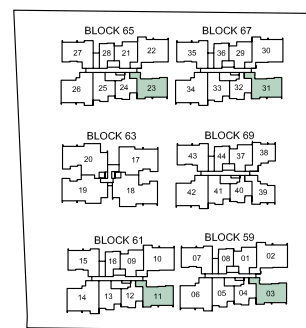 BLOCK 65 BLOCK 67
27 28 21 22 35 36 29 30
26 25 24 23 34 33 32 31
BLOCK 63 BLOCK 69
20 17 43 44 37 38
19 18 42 41 40 39
BLOCK 61 BLOCK 59
15 16 09 10 07 08 01 02
14 13 12 11 06 05 04 03